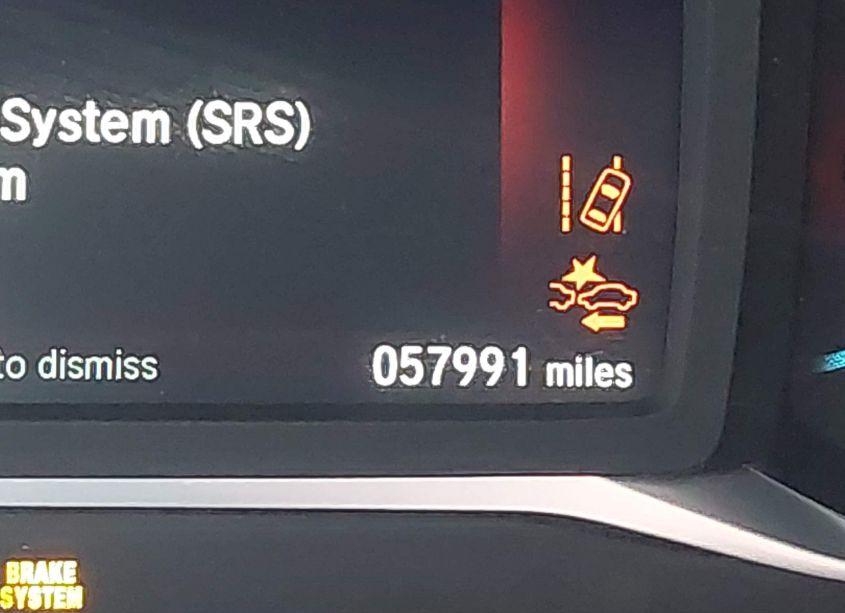 System (SRS)
m
to dismiss
057991 miles
BRAKE
SYSTEM